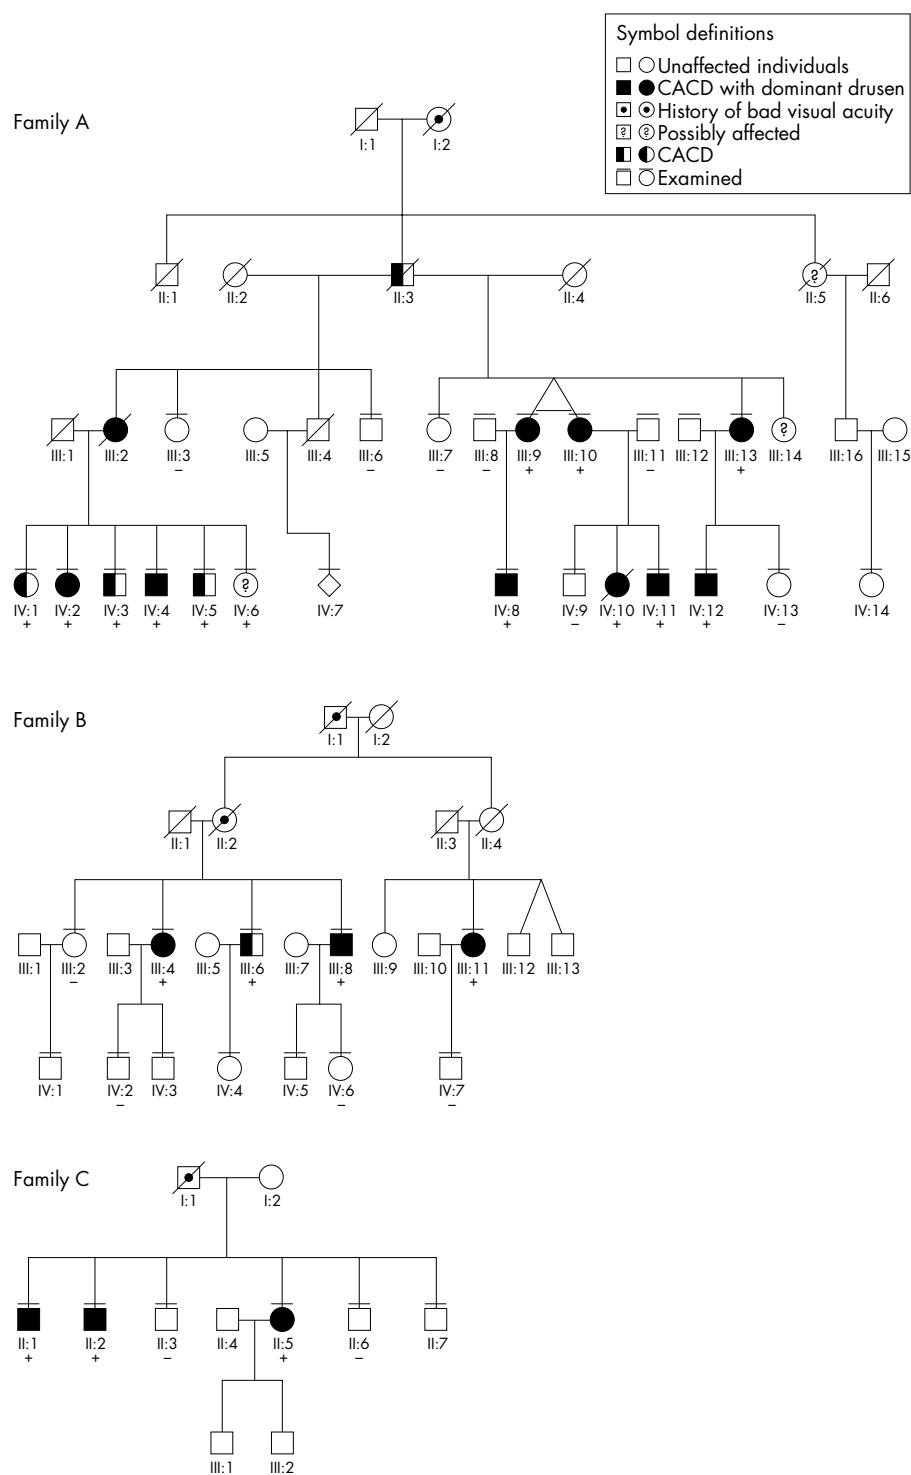 Symbol definitions
Unaffected individuals
CACD with dominant drusen
History of bad visual acuity
? ? Possibly affected
CACD
Examined
Family A
I:1 I:2
?
II:1 II:2 II:3 II:4 II:5 II:6
?
III:1 III:2 III:3 III:5 III:4 III:6 III:7 III:8 III:9 III:10 III:11 III:12 III:13 III:14 III:16 III:15
– – – – + + – +
?
IV:1 IV:2 IV:3 IV:4 IV:5 IV:6 IV:7 IV:8 IV:9 IV:10 IV:11 IV:12 IV:13 IV:14
+ + + + + + + – + + + –
Family B
I:1 I:2
II:1 II:2 II:3 II:4
III:1 III:2 III:3 III:4 III:5 III:6 III:7 III:8 III:9 III:10 III:11 III:12 III:13
– + + + +
IV:1 IV:2 IV:3 IV:4 IV:5 IV:6 IV:7
– – –
Family C
I:1 I:2
II:1 II:2 II:3 II:4 II:5 II:6 II:7
+ + – + –
III:1 III:2